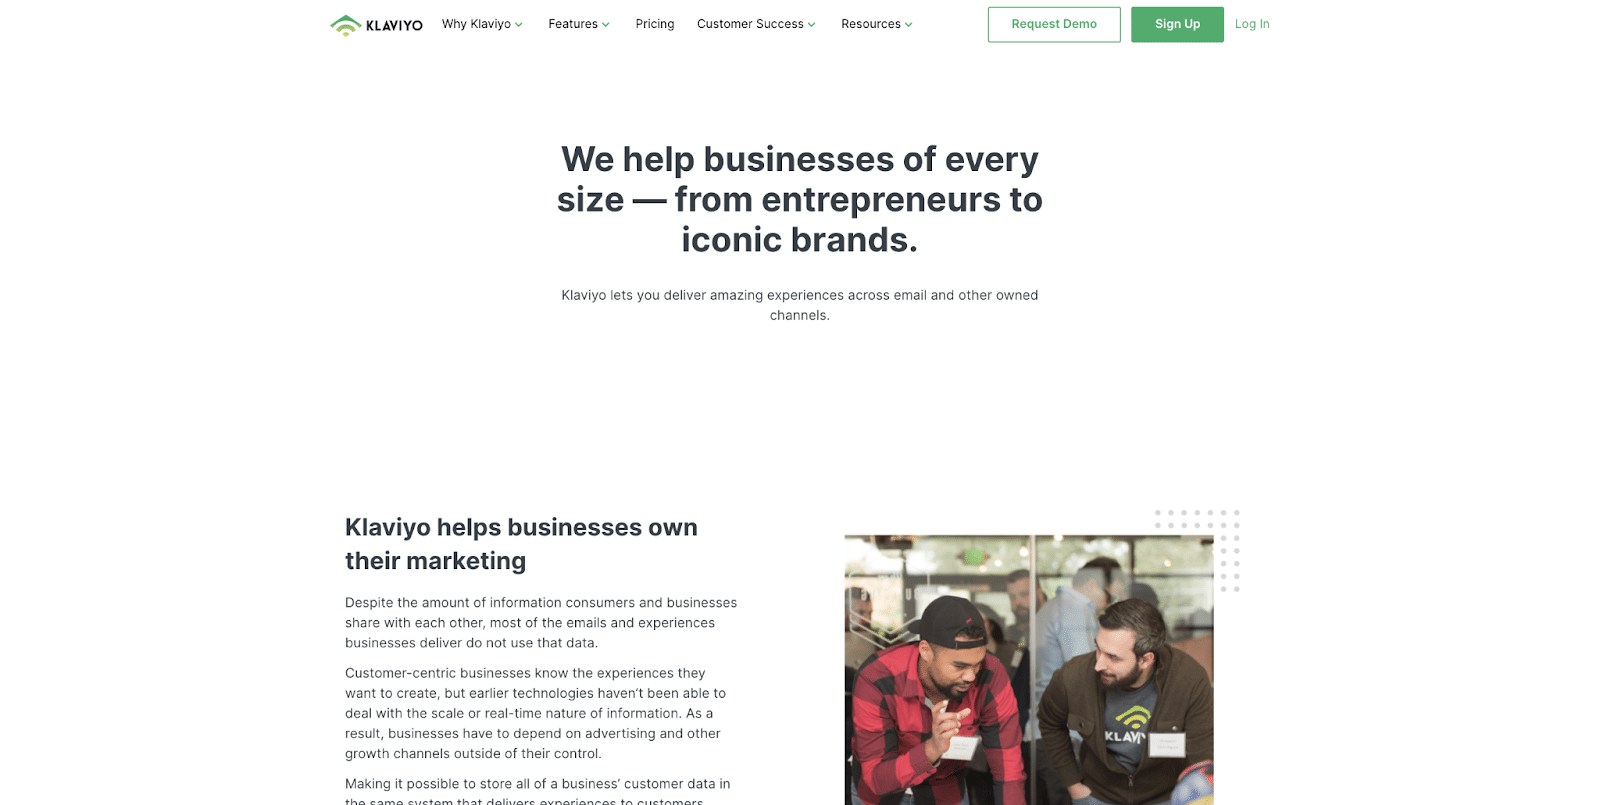 KLAVIYO
Why Klaviyo
Features
Pricing
Customer Success
Resources
Request Demo
Sign Up
Log In
We help businesses of every
size — from entrepreneurs to
iconic brands.
Klaviyo lets you deliver amazing experiences across email and other owned
channels.
Klaviyo helps businesses own
their marketing
Despite the amount of information consumers and businesses
share with each other, most of the emails and experiences
businesses deliver do not use that data.
Customer-centric businesses know the experiences they
want to create, but earlier technologies haven’t been able to
deal with the scale or real-time nature of information. As a
result, businesses have to depend on advertising and other
growth channels outside of their control.
Making it possible to store all of a business’ customer data in
the same system that delivers experiences to customers
KLAVIY